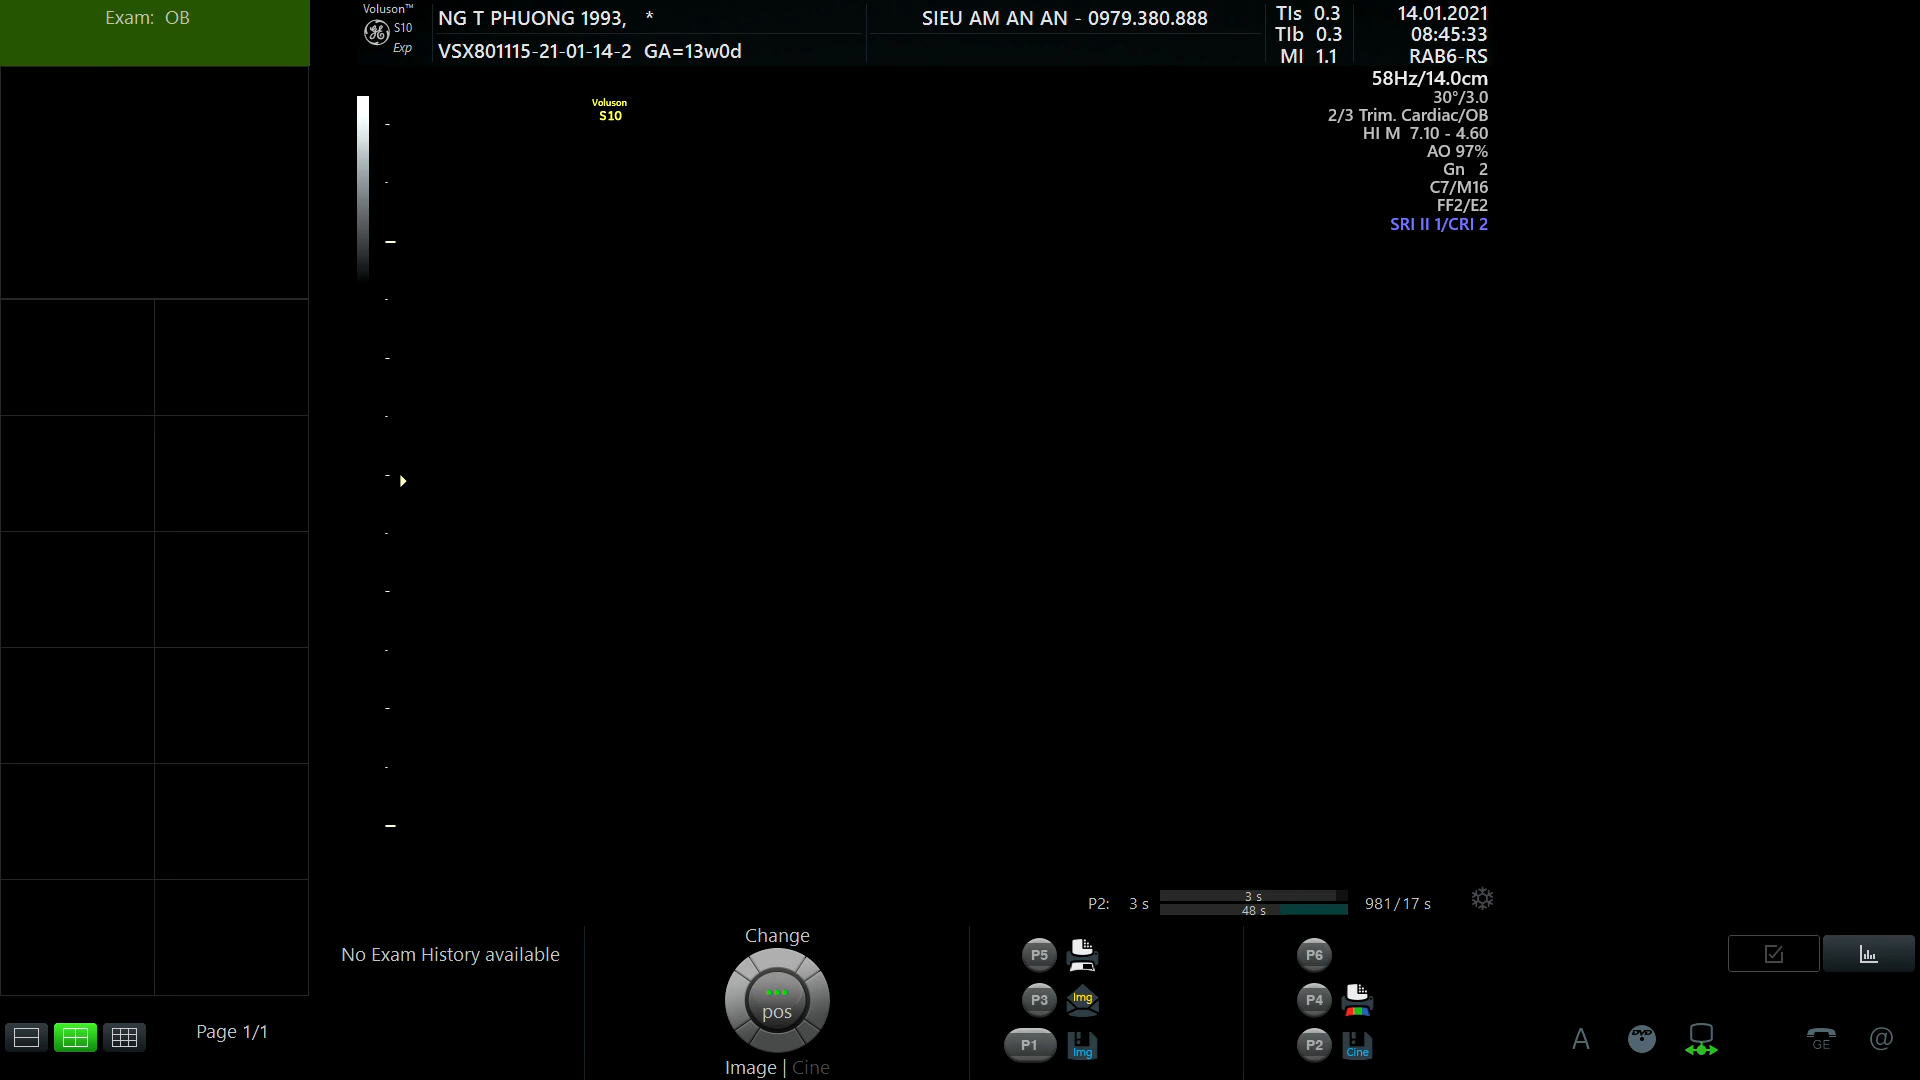 Exam: OB
Voluson™
S10
Exp
NG T PHUONG 1993, *
VSX801115-21-01-14-2 GA=13w0d
SIEU AM AN AN - 0979.380.888
TIs 0.3
TIb 0.3
MI 1.1
14.01.2021
08:45:33
RAB6-RS
58Hz/14.0cm
30°/3.0
2/3 Trim. Cardiac/OB
HI M 7.10 - 4.60
AO 97%
Gn 2
C7/M16
FF2/E2
SRI II 1/CRI 2
Voluson
S10
P2: 3 s
3 s
48 s
981/17 s
No Exam History available
Change
pos
Image | Cine
P5
P3 Img
P1 Img
P6
P4
P2 Cine
Page 1/1
A
DVD
GE
@